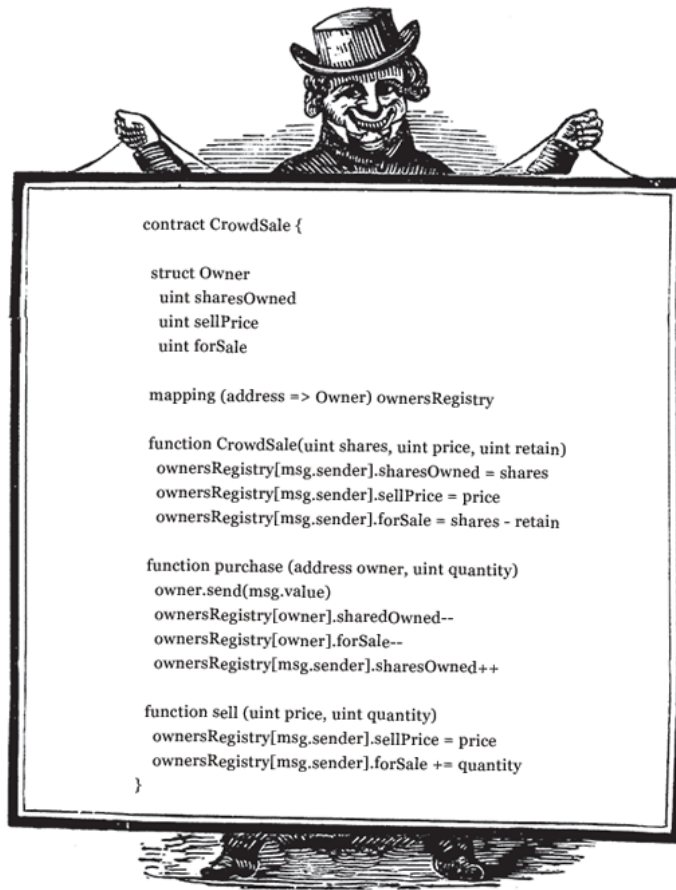 contract CrowdSale {
struct Owner
uint sharesOwned
uint sellPrice
uint forSale
mapping (address => Owner) ownersRegistry
function CrowdSale(uint shares, uint price, uint retain)
ownersRegistry[msg.sender].sharesOwned = shares
ownersRegistry[msg.sender].sellPrice = price
ownersRegistry[msg.sender].forSale = shares - retain
function purchase (address owner, uint quantity)
owner.send(msg.value)
ownersRegistry[owner].sharedOwned--
ownersRegistry[owner].forSale--
ownersRegistry[msg.sender].sharesOwned++
function sell (uint price, uint quantity)
ownersRegistry[msg.sender].sellPrice = price
ownersRegistry[msg.sender].forSale += quantity
}